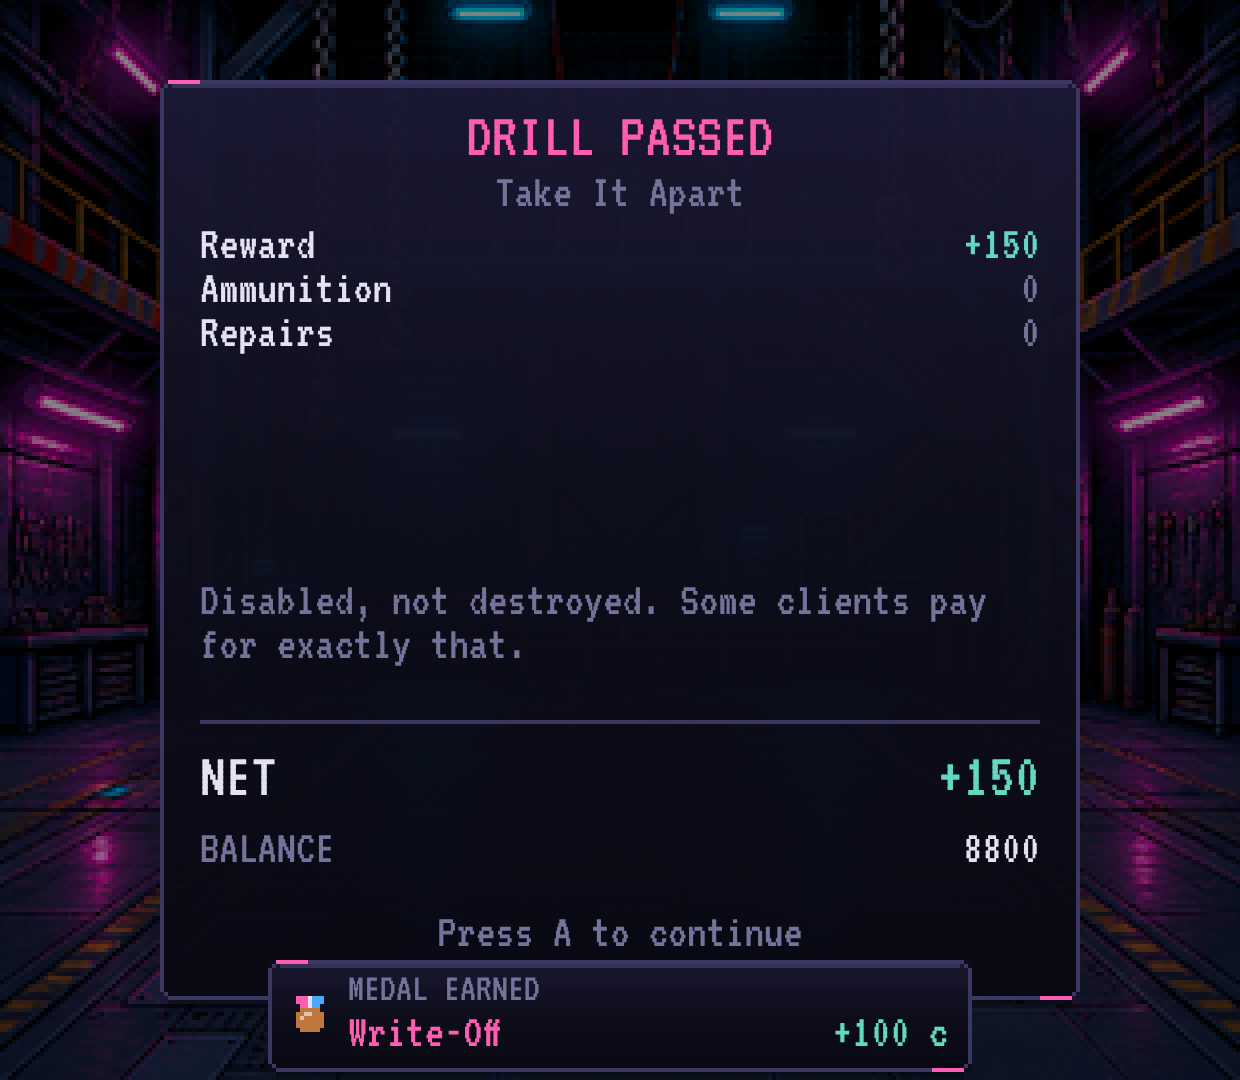 DRILL PASSED
Take It Apart
Reward +150
Ammunition 0
Repairs 0
Disabled, not destroyed. Some clients pay
for exactly that.
NET +150
BALANCE 8800
Press A to continue
MEDAL EARNED
Write-Off +100 c